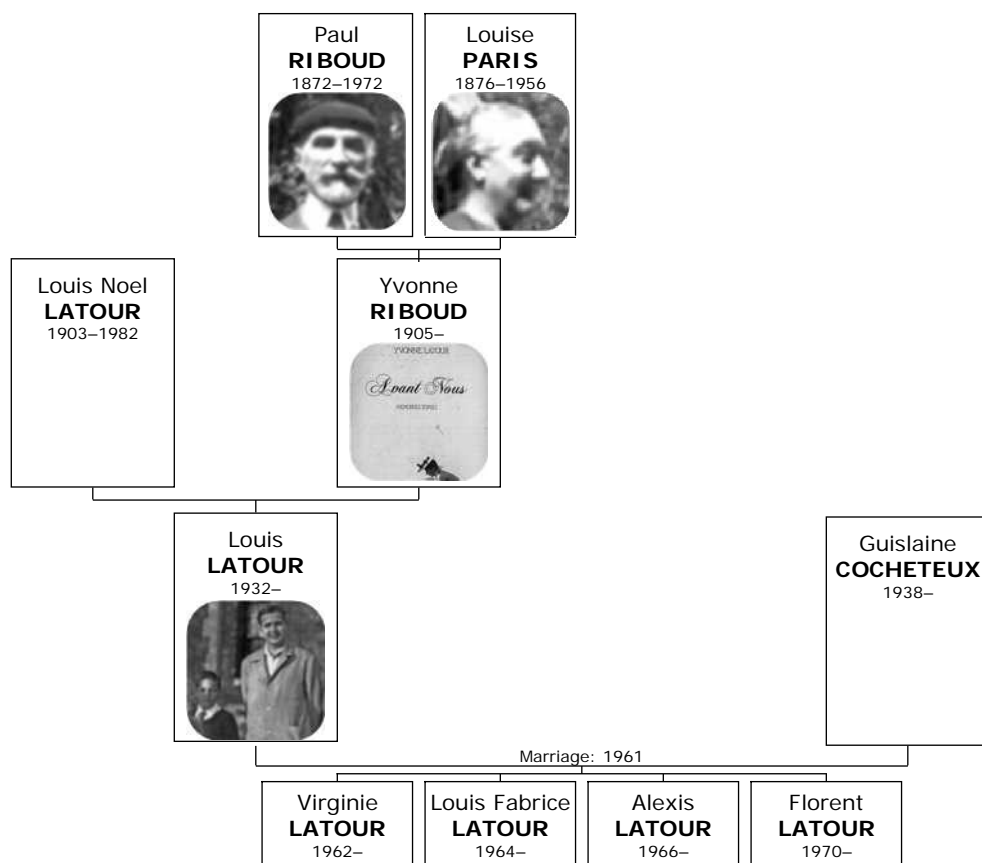 Paul
RIBOUD
1872–1972
Louise
PARIS
1876–1956
Louis Noel
LATOUR
1903–1982
Yvonne
RIBOUD
1905–
YVONNE LATOUR
Avant Nous
Louis
LATOUR
1932–
Guislaine
COCHETEUX
1938–
Marriage: 1961
Virginie
LATOUR
1962–
Louis Fabrice
LATOUR
1964–
Alexis
LATOUR
1966–
Florent
LATOUR
1970–